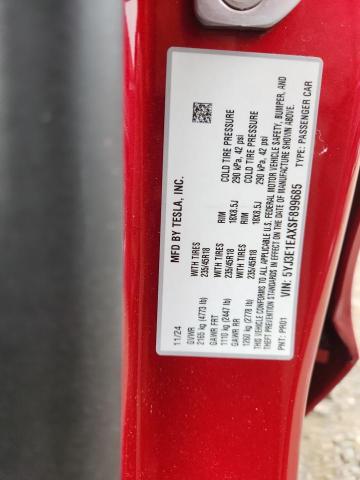 MFD BY TESLA, INC.
11/24
GVWR
2165 kg (4773 lb)
GAWR FRT WITH TIRES RIM COLD TIRE PRESSURE
1110 kg (2447 lb) 235/45R18 18X8.5J 290 kPa, 42 psi
GAWR RR WITH TIRES RIM COLD TIRE PRESSURE
1260 kg (2778 lb) 235/45R18 18X8.5J 290 kPa, 42 psi
THIS VEHICLE CONFORMS TO ALL APPLICABLE U.S. FEDERAL MOTOR VEHICLE SAFETY, BUMPER, AND
THEFT PREVENTION STANDARDS IN EFFECT ON THE DATE OF MANUFACTURE SHOWN ABOVE.
VIN: 5YJ3E1EAXSF899685 TYPE: PASSENGER CAR
PNT: PR01